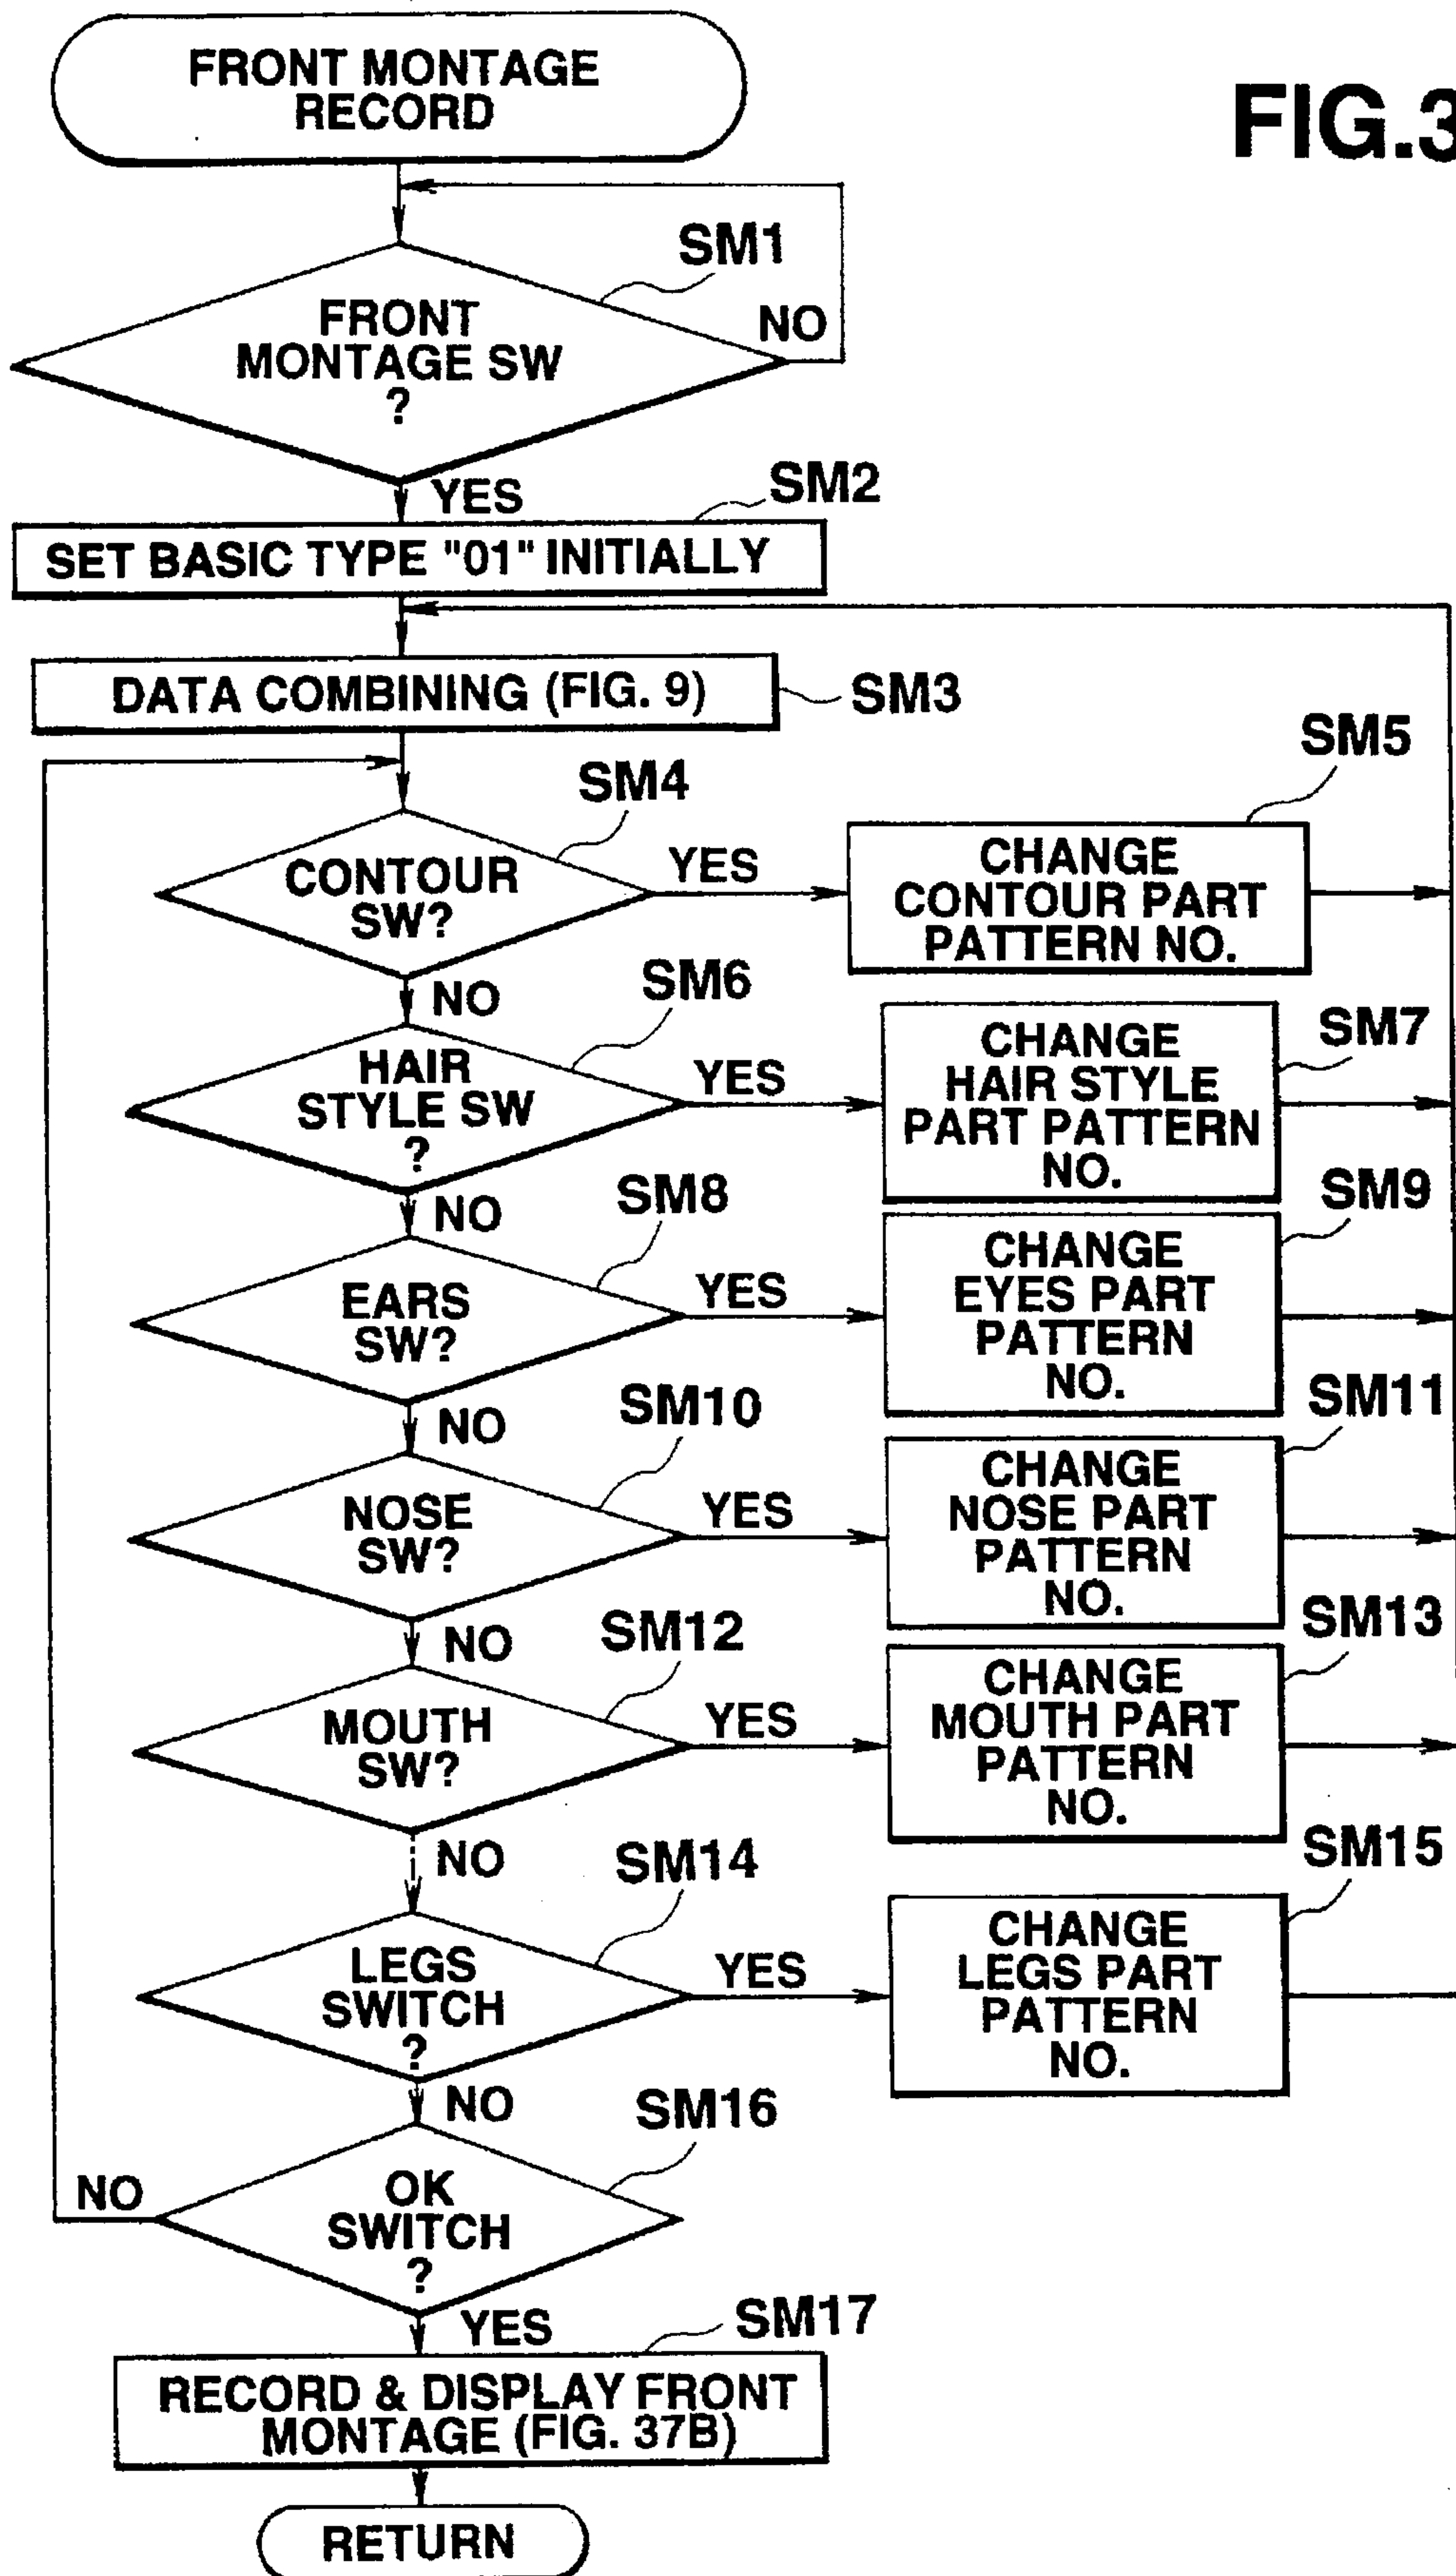 FRONT MONTAGE
RECORD
FIG.3
SM1
FRONT
MONTAGE SW
?
NO
YES
SM2
SET BASIC TYPE "01" INITIALLY
DATA COMBINING (FIG. 9)
SM3
SM4
CONTOUR
SW?
YES
SM5
CHANGE
CONTOUR PART
PATTERN NO.
NO
SM6
HAIR
STYLE SW
?
YES
SM7
CHANGE
HAIR STYLE
PART PATTERN
NO.
NO
SM8
EARS
SW?
YES
SM9
CHANGE
EYES PART
PATTERN
NO.
NO
SM10
NOSE
SW?
YES
SM11
CHANGE
NOSE PART
PATTERN
NO.
NO
SM12
MOUTH
SW?
YES
SM13
CHANGE
MOUTH PART
PATTERN
NO.
NO
SM14
LEGS
SWITCH
?
YES
SM15
CHANGE
LEGS PART
PATTERN
NO.
NO
SM16
OK
SWITCH
?
NO
YES
SM17
RECORD & DISPLAY FRONT
MONTAGE (FIG. 37B)
RETURN